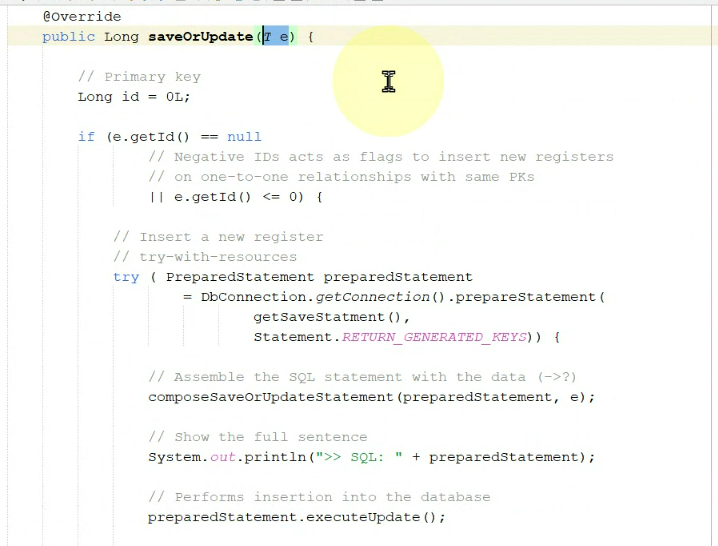 @Override
public Long saveOrUpdate(T e) {
// Primary key
Long id = 0L;
if (e.getId() == null
// Negative IDs acts as flags to insert new registers
// on one-to-one relationships with same PKs
|| e.getId() <= 0) {
// Insert a new register
// try-with-resources
try ( PreparedStatement preparedStatement
= DbConnection.getConnection().prepareStatement(
getSaveStatment(),
Statement.RETURN_GENERATED_KEYS)) {
// Assemble the SQL statement with the data (->?)
composeSaveOrUpdateStatement(preparedStatement, e);
// Show the full sentence
System.out.println(">> SQL: " + preparedStatement);
// Performs insertion into the database
preparedStatement.executeUpdate();